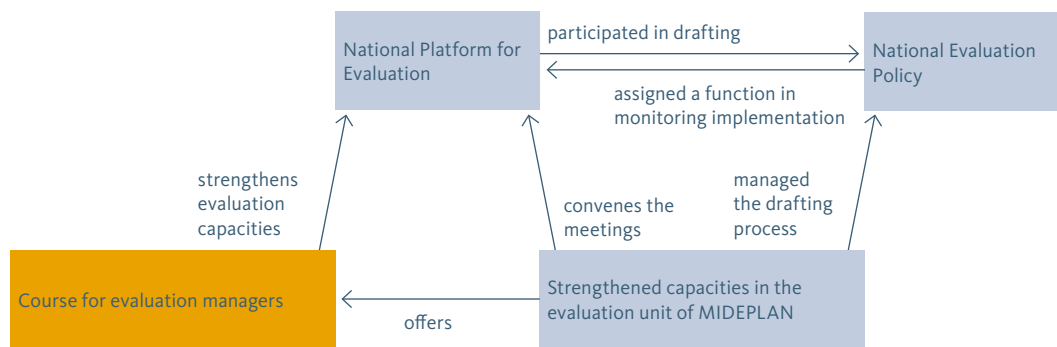 National Platform for
Evaluation
participated in drafting
National Evaluation
Policy
assigned a function in
monitoring implementation
strengthens
evaluation
capacities
convenes the
meetings
managed
the drafting
process
Course for evaluation managers
offers
Strengthened capacities in the
evaluation unit of MIDEPLAN